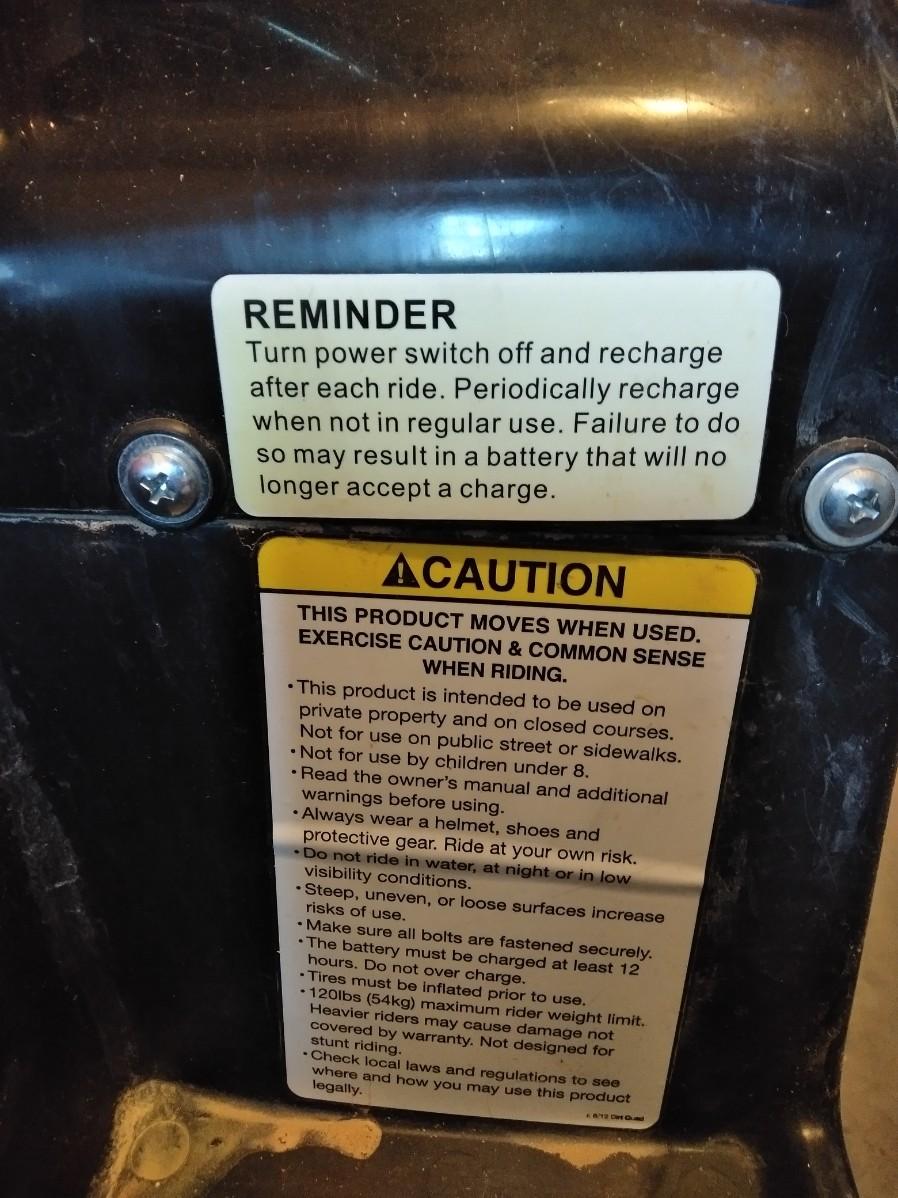 REMINDER
Turn power switch off and recharge
after each ride. Periodically recharge
when not in regular use. Failure to do
so may result in a battery that will no
longer accept a charge.
CAUTION
THIS PRODUCT MOVES WHEN USED.
EXERCISE CAUTION & COMMON SENSE
WHEN RIDING.
•This product is intended to be used on
private property and on closed courses.
Not for use on public street or sidewalks.
•Not for use by children under 8.
•Read the owner's manual and additional
warnings before using.
•Always wear a helmet, shoes and
protective gear. Ride at your own risk.
•Do not ride in water, at night or in low
visibility conditions.
•Steep, uneven, or loose surfaces increase
risks of use.
•Make sure all bolts are fastened securely.
•The battery must be charged at least 12
hours. Do not over charge.
•Tires must be inflated prior to use.
•120lbs (54kg) maximum rider weight limit.
Heavier riders may cause damage not
covered by warranty. Not designed for
stunt riding.
•Check local laws and regulations to see
where and how you may use this product
legally.
6/12 Dirt Quad